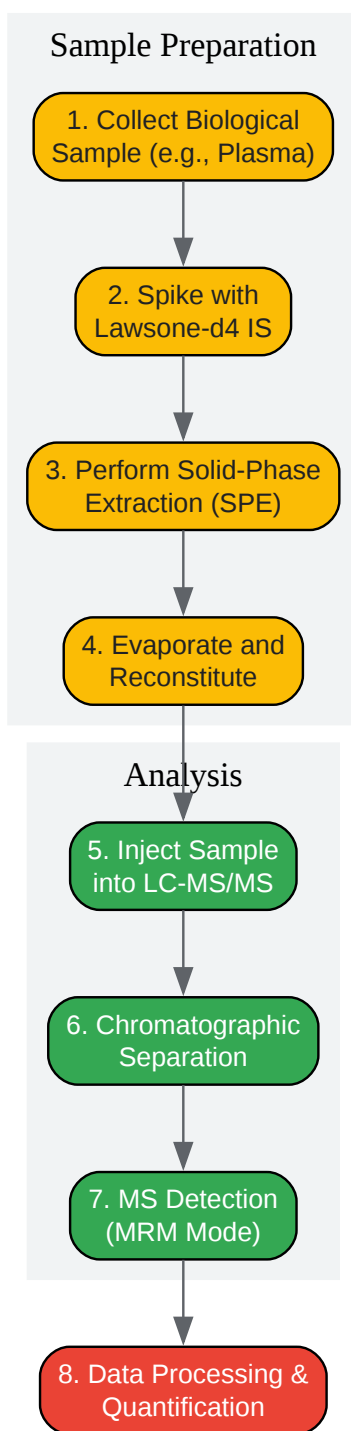 Sample Preparation
1. Collect Biological
Sample (e.g., Plasma)
2. Spike with
Lawsone-d4 IS
3. Perform Solid-Phase
Extraction (SPE)
4. Evaporate and
Reconstitute
Analysis
5. Inject Sample
into LC-MS/MS
6. Chromatographic
Separation
7. MS Detection
(MRM Mode)
8. Data Processing &
Quantification